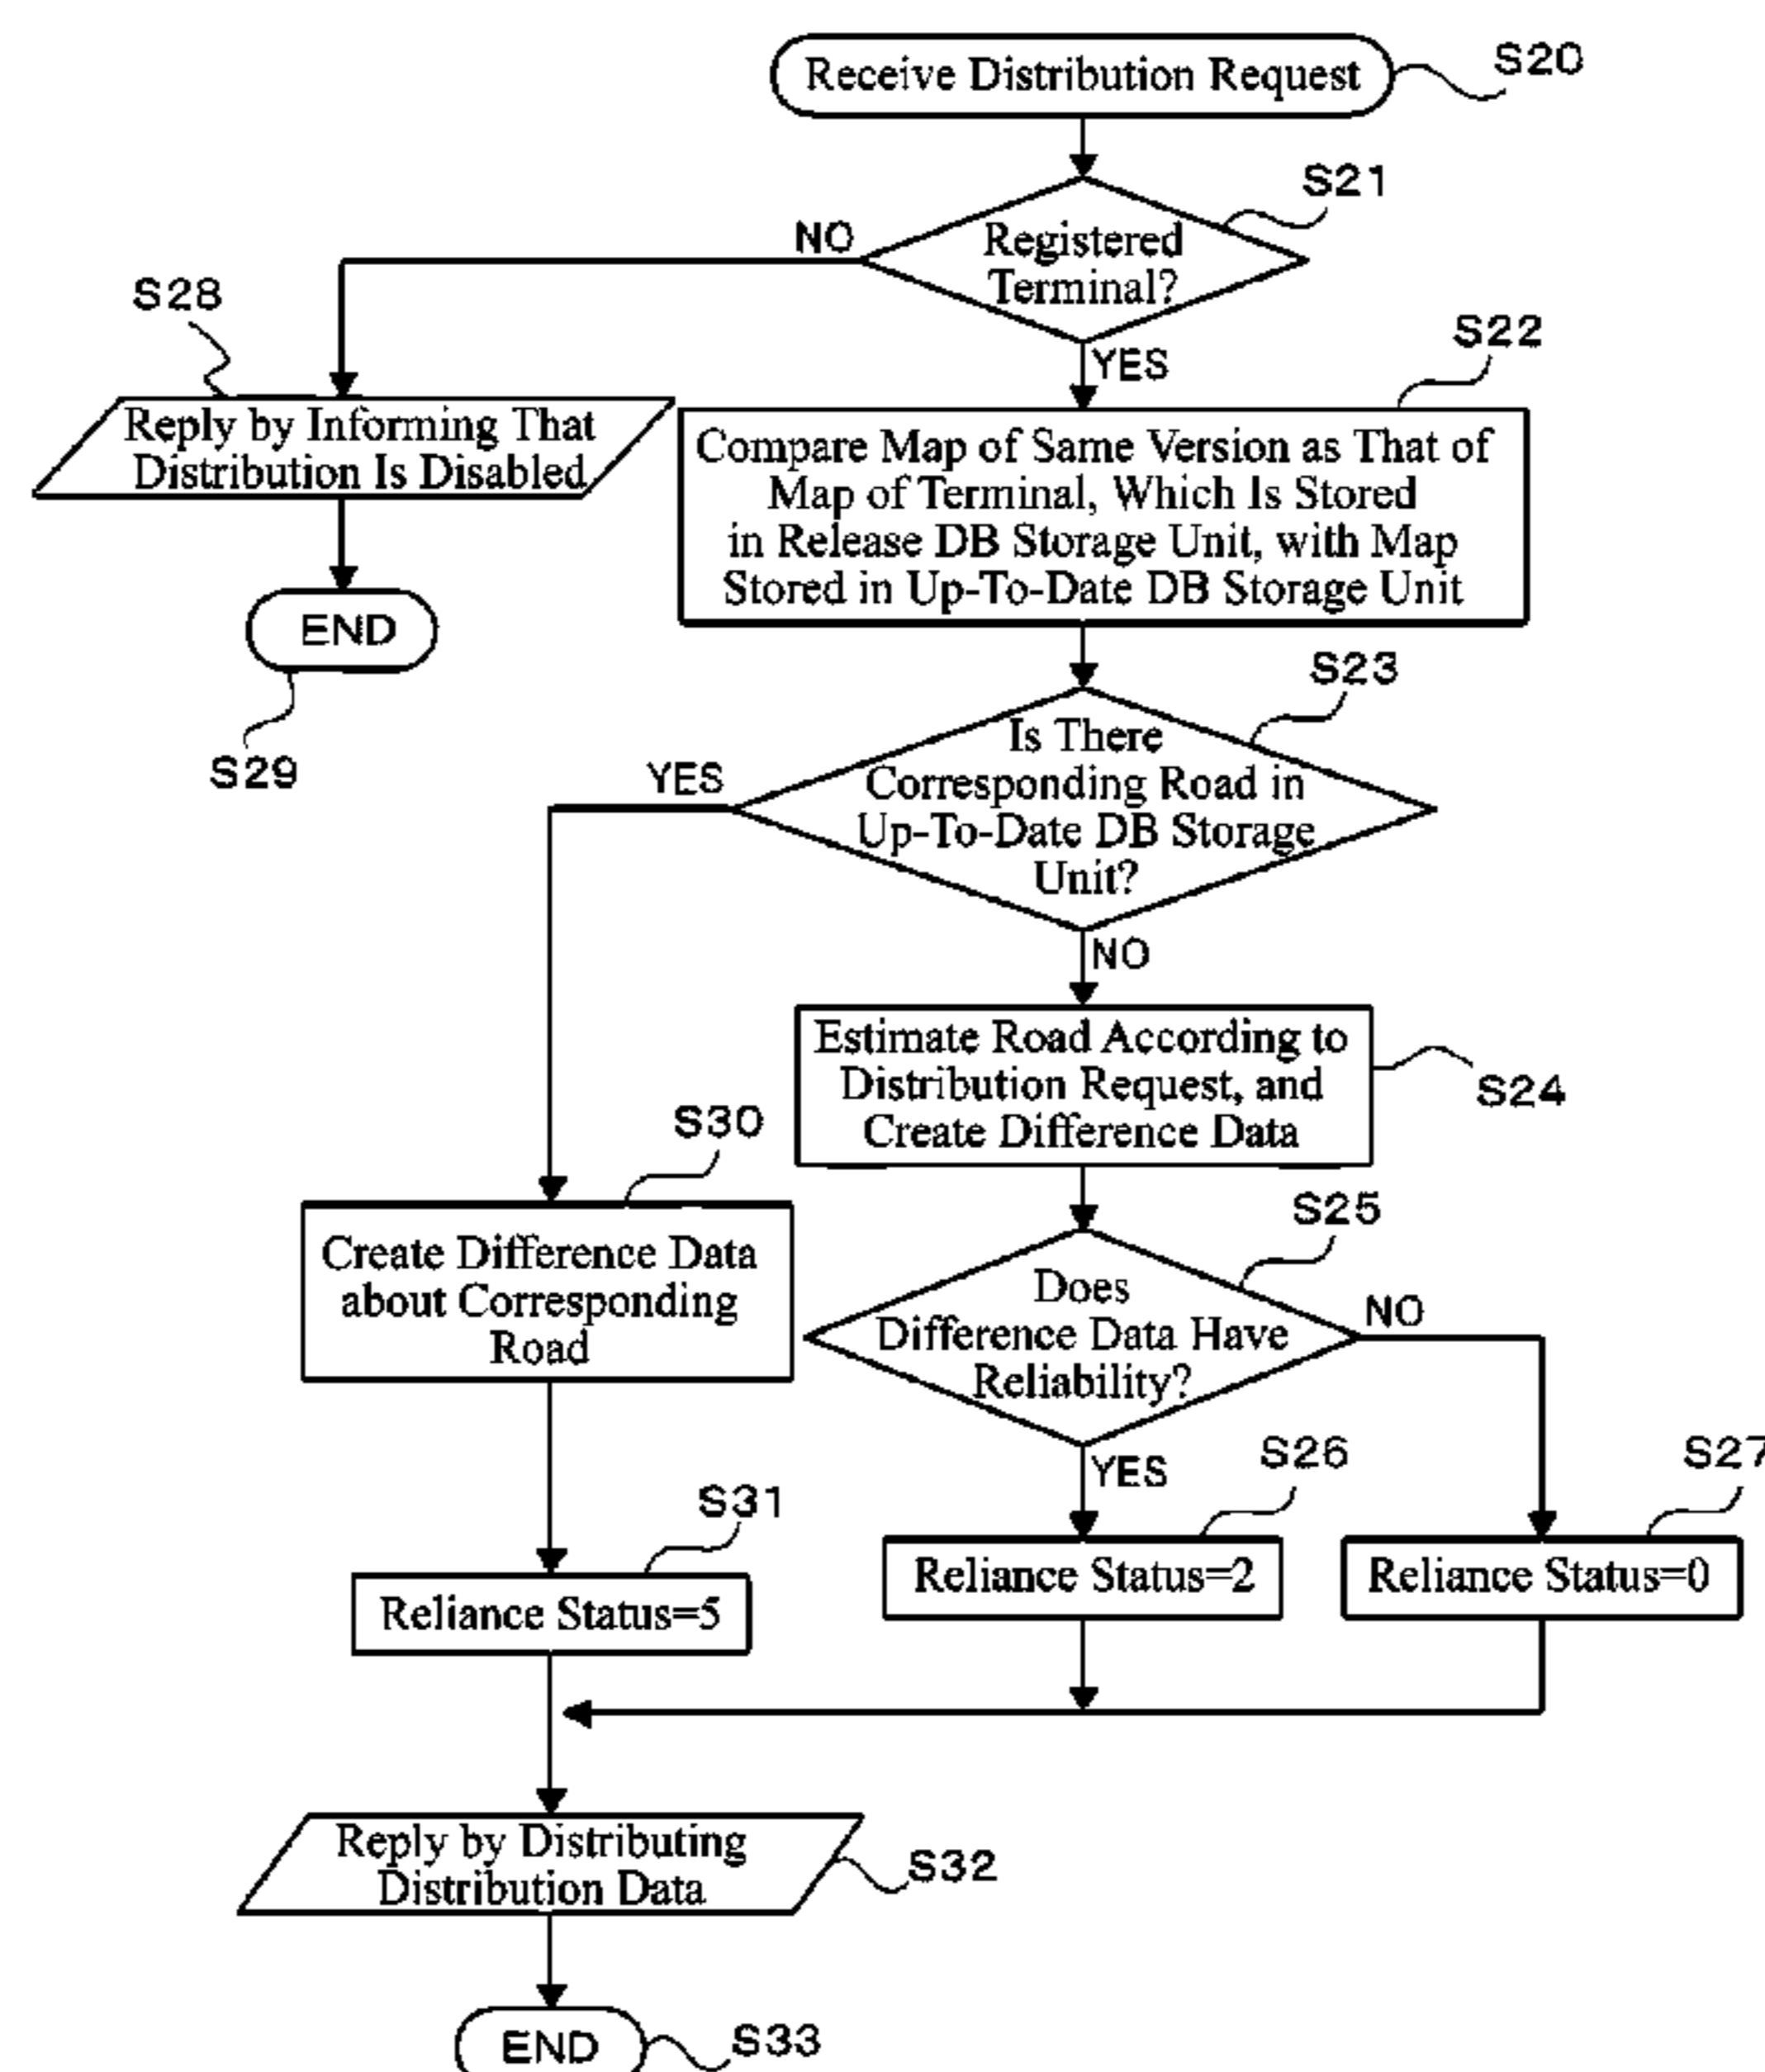 Receive Distribution Request
S20
S21
NO
Registered
Terminal?
S28
YES
S22
Reply by Informing That
Distribution Is Disabled
Compare Map of Same Version as That of
Map of Terminal, Which Is Stored
in Release DB Storage Unit, with Map
Stored in Up-To-Date DB Storage Unit
END
S29
S23
YES
Is There
Corresponding Road in
Up-To-Date DB Storage
Unit?
NO
Estimate Road According to
Distribution Request, and
Create Difference Data
S24
S30
Create Difference Data
about Corresponding
Road
S25
Does
Difference Data Have
Reliability?
NO
YES
S26
S27
S31
Reliance Status=5
Reliance Status=2
Reliance Status=0
Reply by Distributing
Distribution Data
S32
END
S33